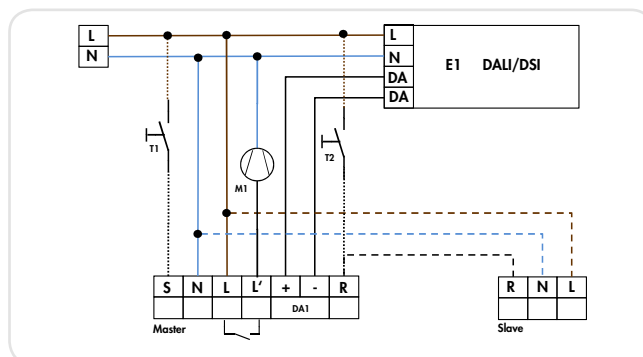 L
L
N
N
E1 DALI/DSI
DA
DA
T1
T2
M1
S N L L' + - R
R N L
DA1
Master
Slave